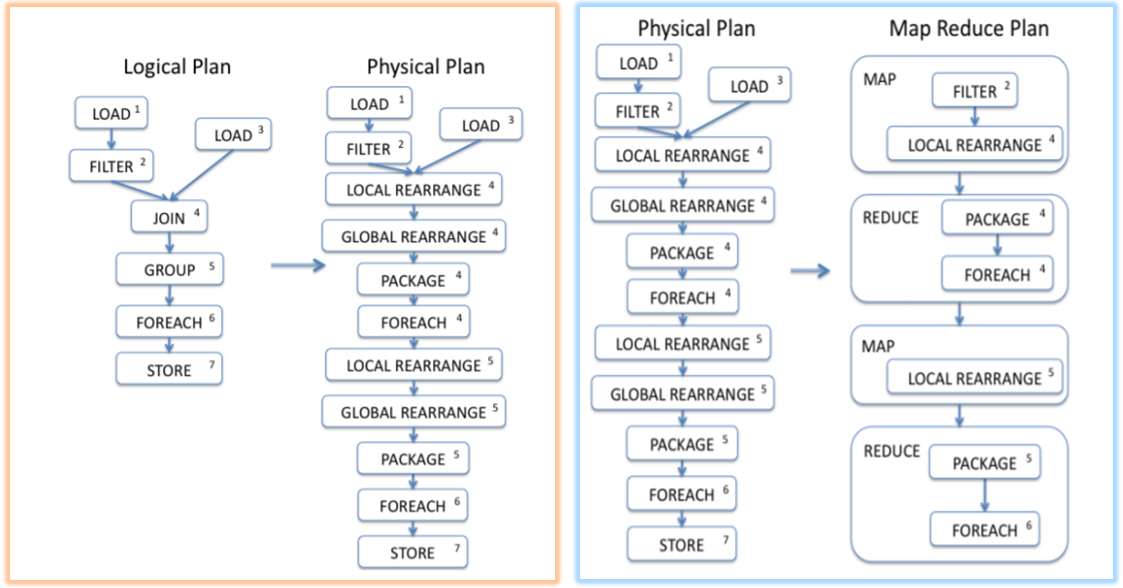 Logical Plan
LOAD 1
LOAD 3
FILTER 2
JOIN 4
GROUP 5
FOREACH 6
STORE 7
Physical Plan
LOAD 1
LOAD 3
FILTER 2
LOCAL REARRANGE 4
GLOBAL REARRANGE 4
PACKAGE 4
FOREACH 4
LOCAL REARRANGE 5
GLOBAL REARRANGE 5
PACKAGE 5
FOREACH 6
STORE 7
Physical Plan
LOAD 1
LOAD 3
FILTER 2
LOCAL REARRANGE 4
GLOBAL REARRANGE 4
PACKAGE 4
FOREACH 4
LOCAL REARRANGE 5
GLOBAL REARRANGE 5
PACKAGE 5
FOREACH 6
STORE 7
Map Reduce Plan
MAP
FILTER 2
LOCAL REARRANGE 4
REDUCE
PACKAGE 4
FOREACH 4
MAP
LOCAL REARRANGE 5
REDUCE
PACKAGE 5
FOREACH 6